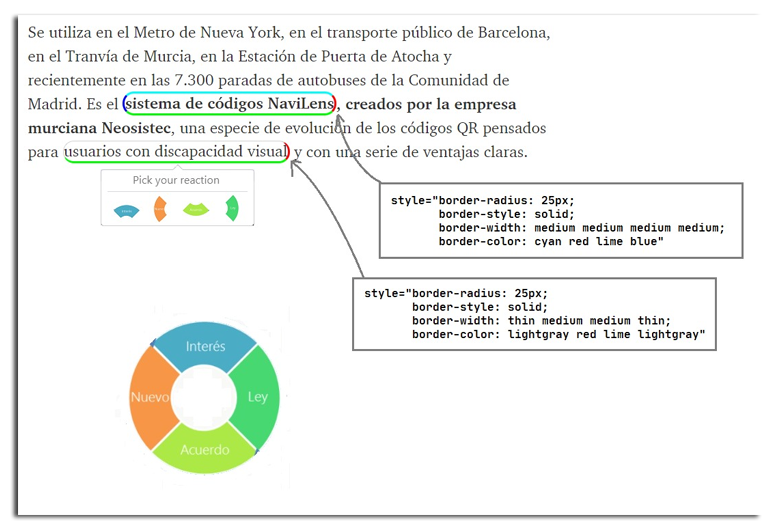 Se utiliza en el Metro de Nueva York, en el transporte público de Barcelona,
en el Tranvía de Murcia, en la Estación de Puerta de Atocha y
recientemente en las 7.300 paradas de autobuses de la Comunidad de
Madrid. Es el sistema de códigos NaviLens, creados por la empresa
murciana Neosistec, una especie de evolución de los códigos QR pensados
para usuarios con discapacidad visual y con una serie de ventajas claras.
Pick your reaction
style="border-radius: 25px;
border-style: solid;
border-width: medium medium medium medium;
border-color: cyan red lime blue"
style="border-radius: 25px;
border-style: solid;
border-width: thin medium medium thin;
border-color: lightgray red lime lightgray"
Interés
Nuevo
Ley
Acuerdo